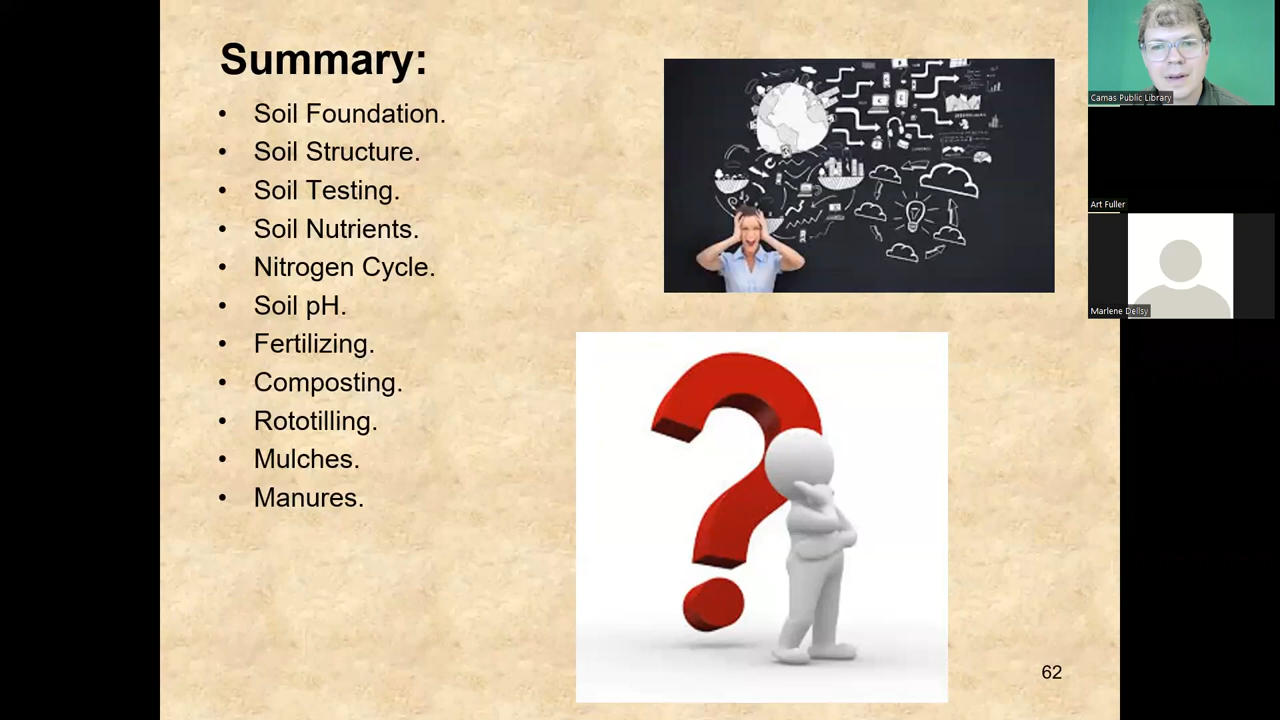 Summary:
• Soil Foundation.
• Soil Structure.
• Soil Testing.
• Soil Nutrients.
• Nitrogen Cycle.
• Soil pH.
• Fertilizing.
• Composting.
• Rototilling.
• Mulches.
• Manures.
?
62
Camas Public Library
Art Fuller
Marlene Dellsy